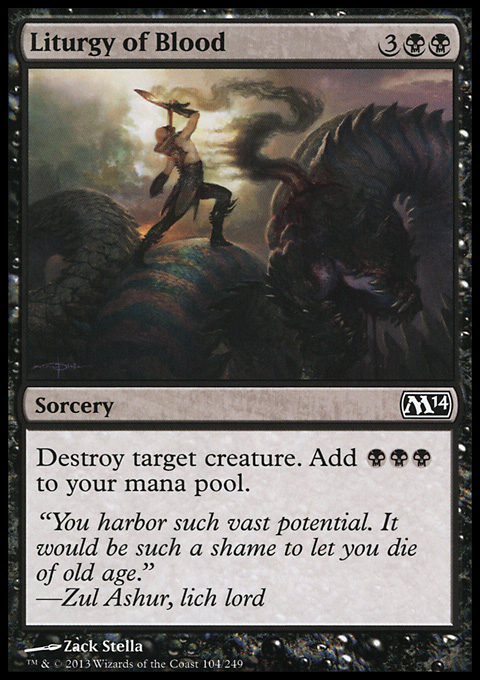 Liturgy of Blood 3
Sorcery M14
Destroy target creature. Add
to your mana pool.
“You harbor such vast potential. It
would be such a shame to let you die
of old age.”
—Zul Ashur, lich lord
Zack Stella
™ & © 2013 Wizards of the Coast 104/249